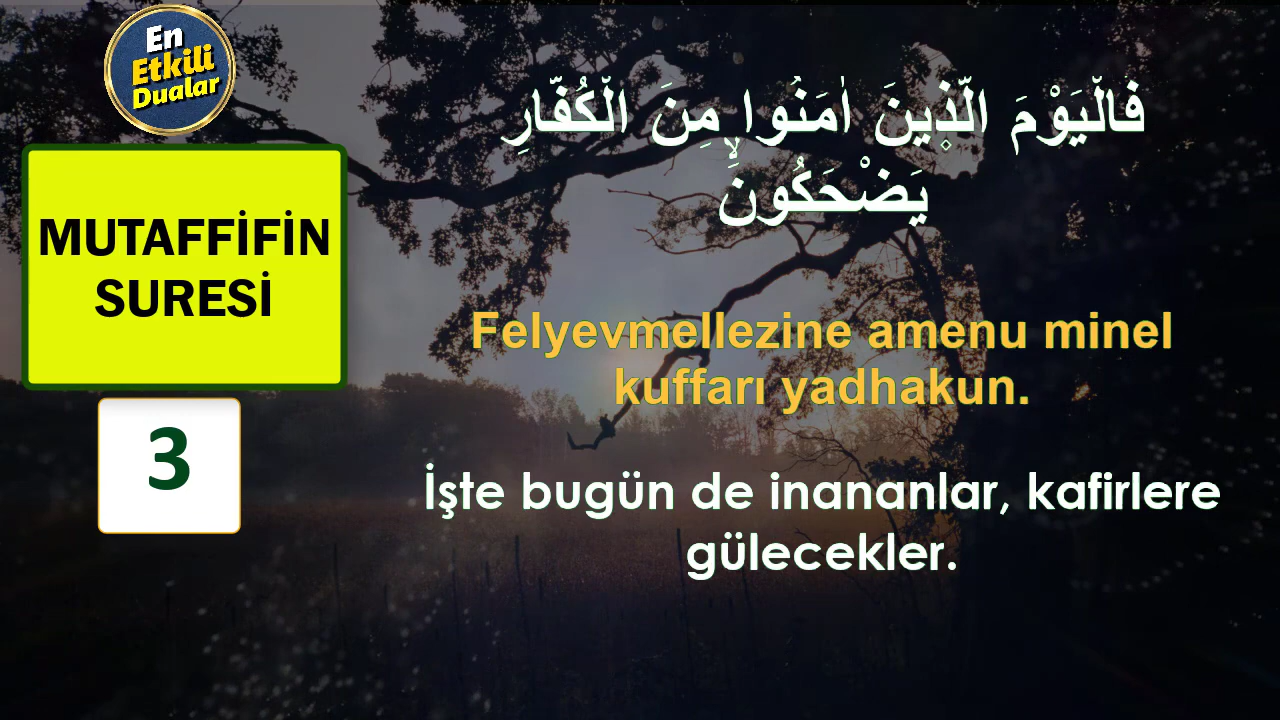 En
Etkili
Dualar
MUTAFFİFİN
SURESİ
3
فَالْيَوْمَ الَّذ۪ينَ اٰمَنُوا مِنَ الْكُفَّارِ
يَضْحَكُونَۙ
Felyevmellezine amenu minel
kuffarı yadhakun.
İşte bugün de inananlar, kafirlere
gülecekler.